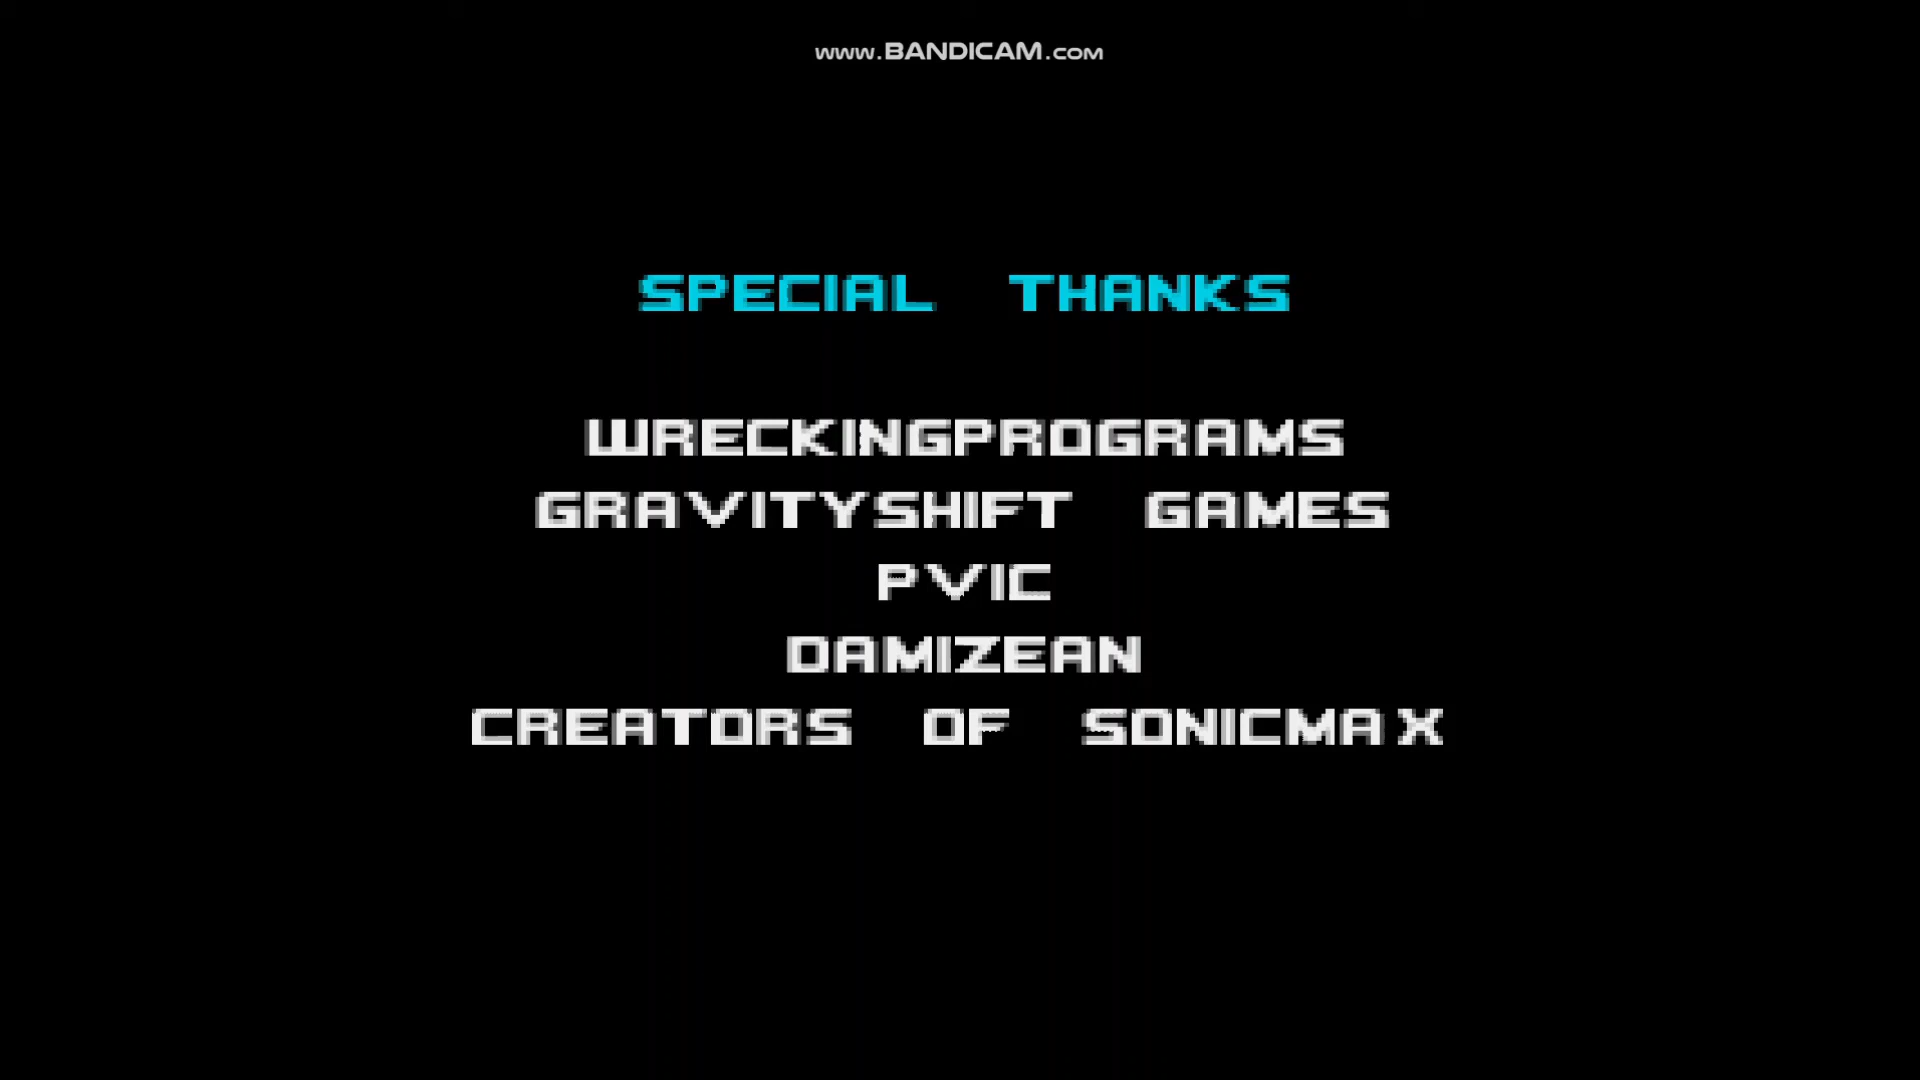 www.BANDICAM.com
SPECIAL THANKS
WRECKINGPROGRAMS
GRAVITYSHIFT GAMES
PVIC
DAMIZEAN
CREATORS OF SONICMAX